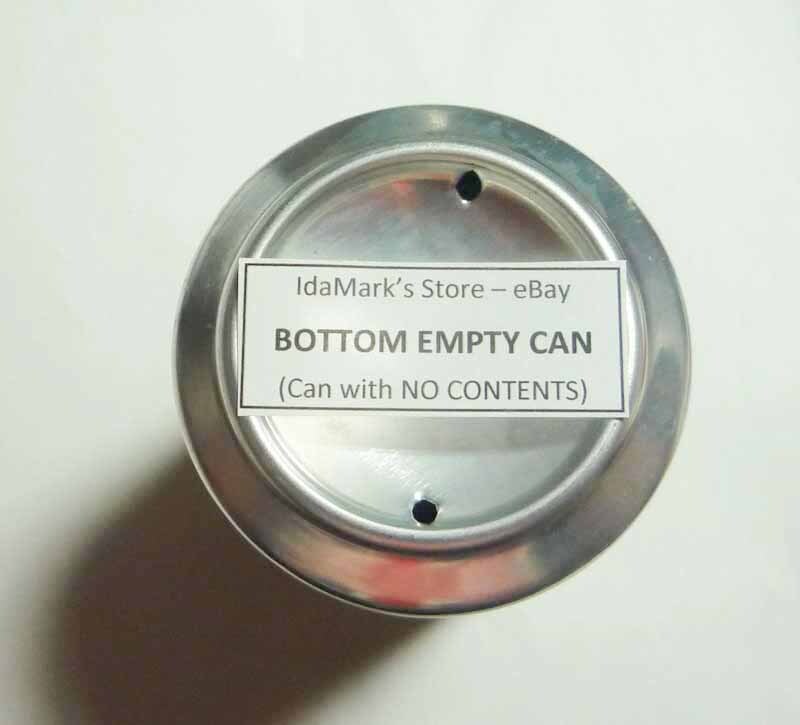 IdaMark's Store – eBay
BOTTOM EMPTY CAN
(Can with NO CONTENTS)